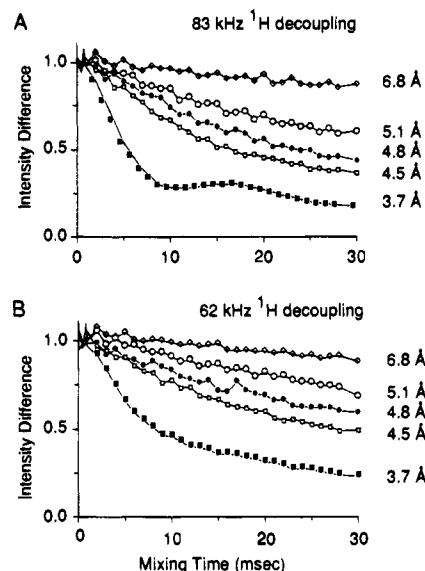 A
83 kHz ¹H decoupling
Intensity Difference
1.0
0.5
0.0
0
10
20
30
6.8 Å
5.1 Å
4.8 Å
4.5 Å
3.7 Å
B
62 kHz ¹H decoupling
Intensity Difference
1.0
0.5
0.0
0
10
20
30
6.8 Å
5.1 Å
4.8 Å
4.5 Å
3.7 Å
Mixing Time (msec)